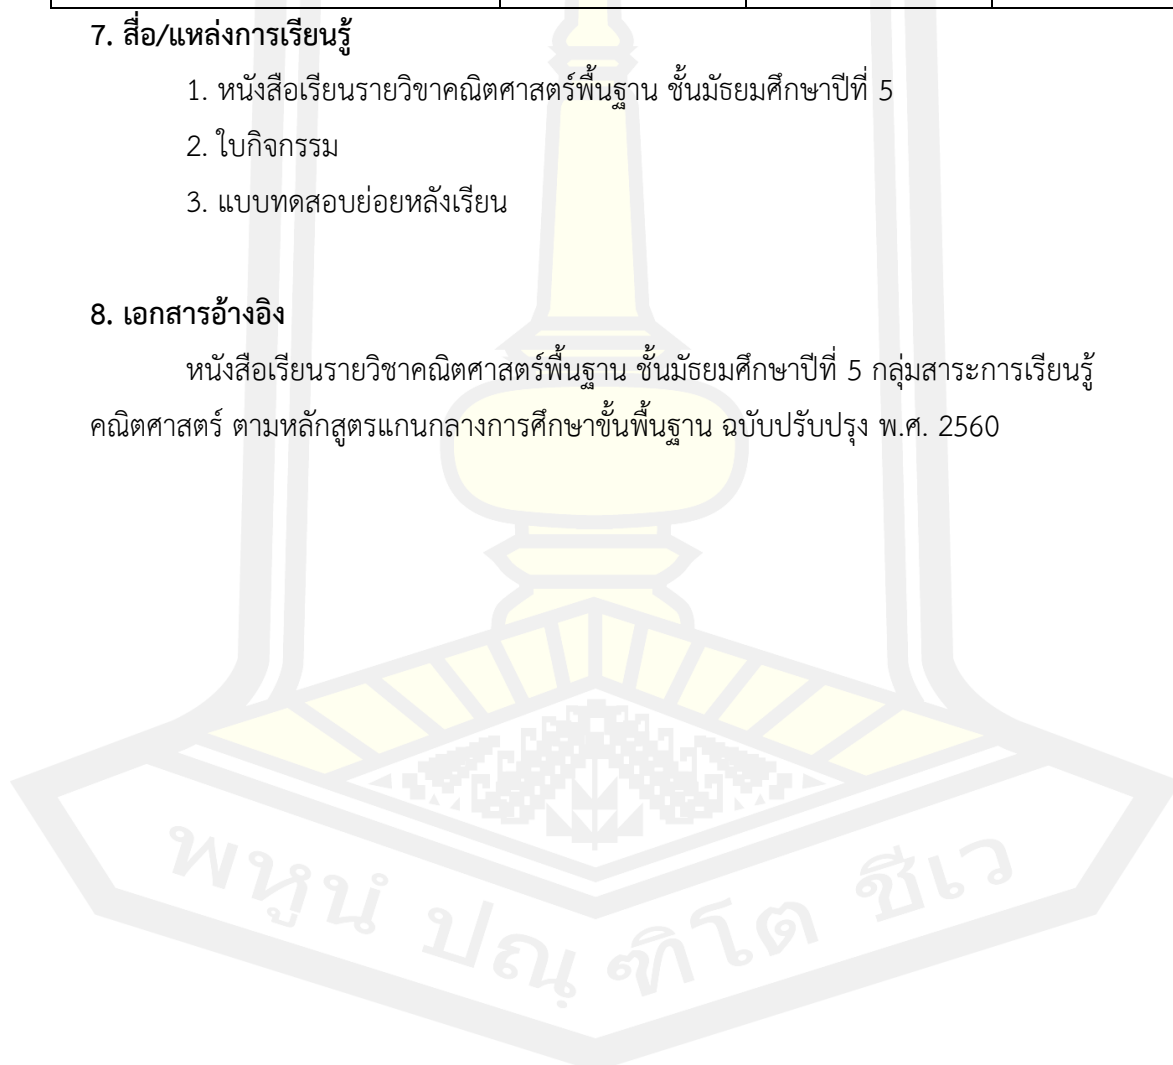 7. สื่อ/แหล่งการเรียนรู้
1. หนังสือเรียนรายวิขาคณิตศาสตร์พื้นฐาน ชั้นมัธยมศึกษาปีที่ 5
2. ใบกิจกรรม
3. แบบทดสอบย่อยหลังเรียน
8. เอกสารอ้างอิง
หนังสือเรียนรายวิชาคณิตศาสตร์พื้นฐาน ชั้นมัธยมศึกษาปีที่ 5 กลุ่มสาระการเรียนรู้
คณิตศาสตร์ ตามหลักสูตรแกนกลางการศึกษาขั้นพื้นฐาน ฉบับปรับปรุง พ.ศ. 2560
พหูนํ ปณฺฑิโต ชีเว